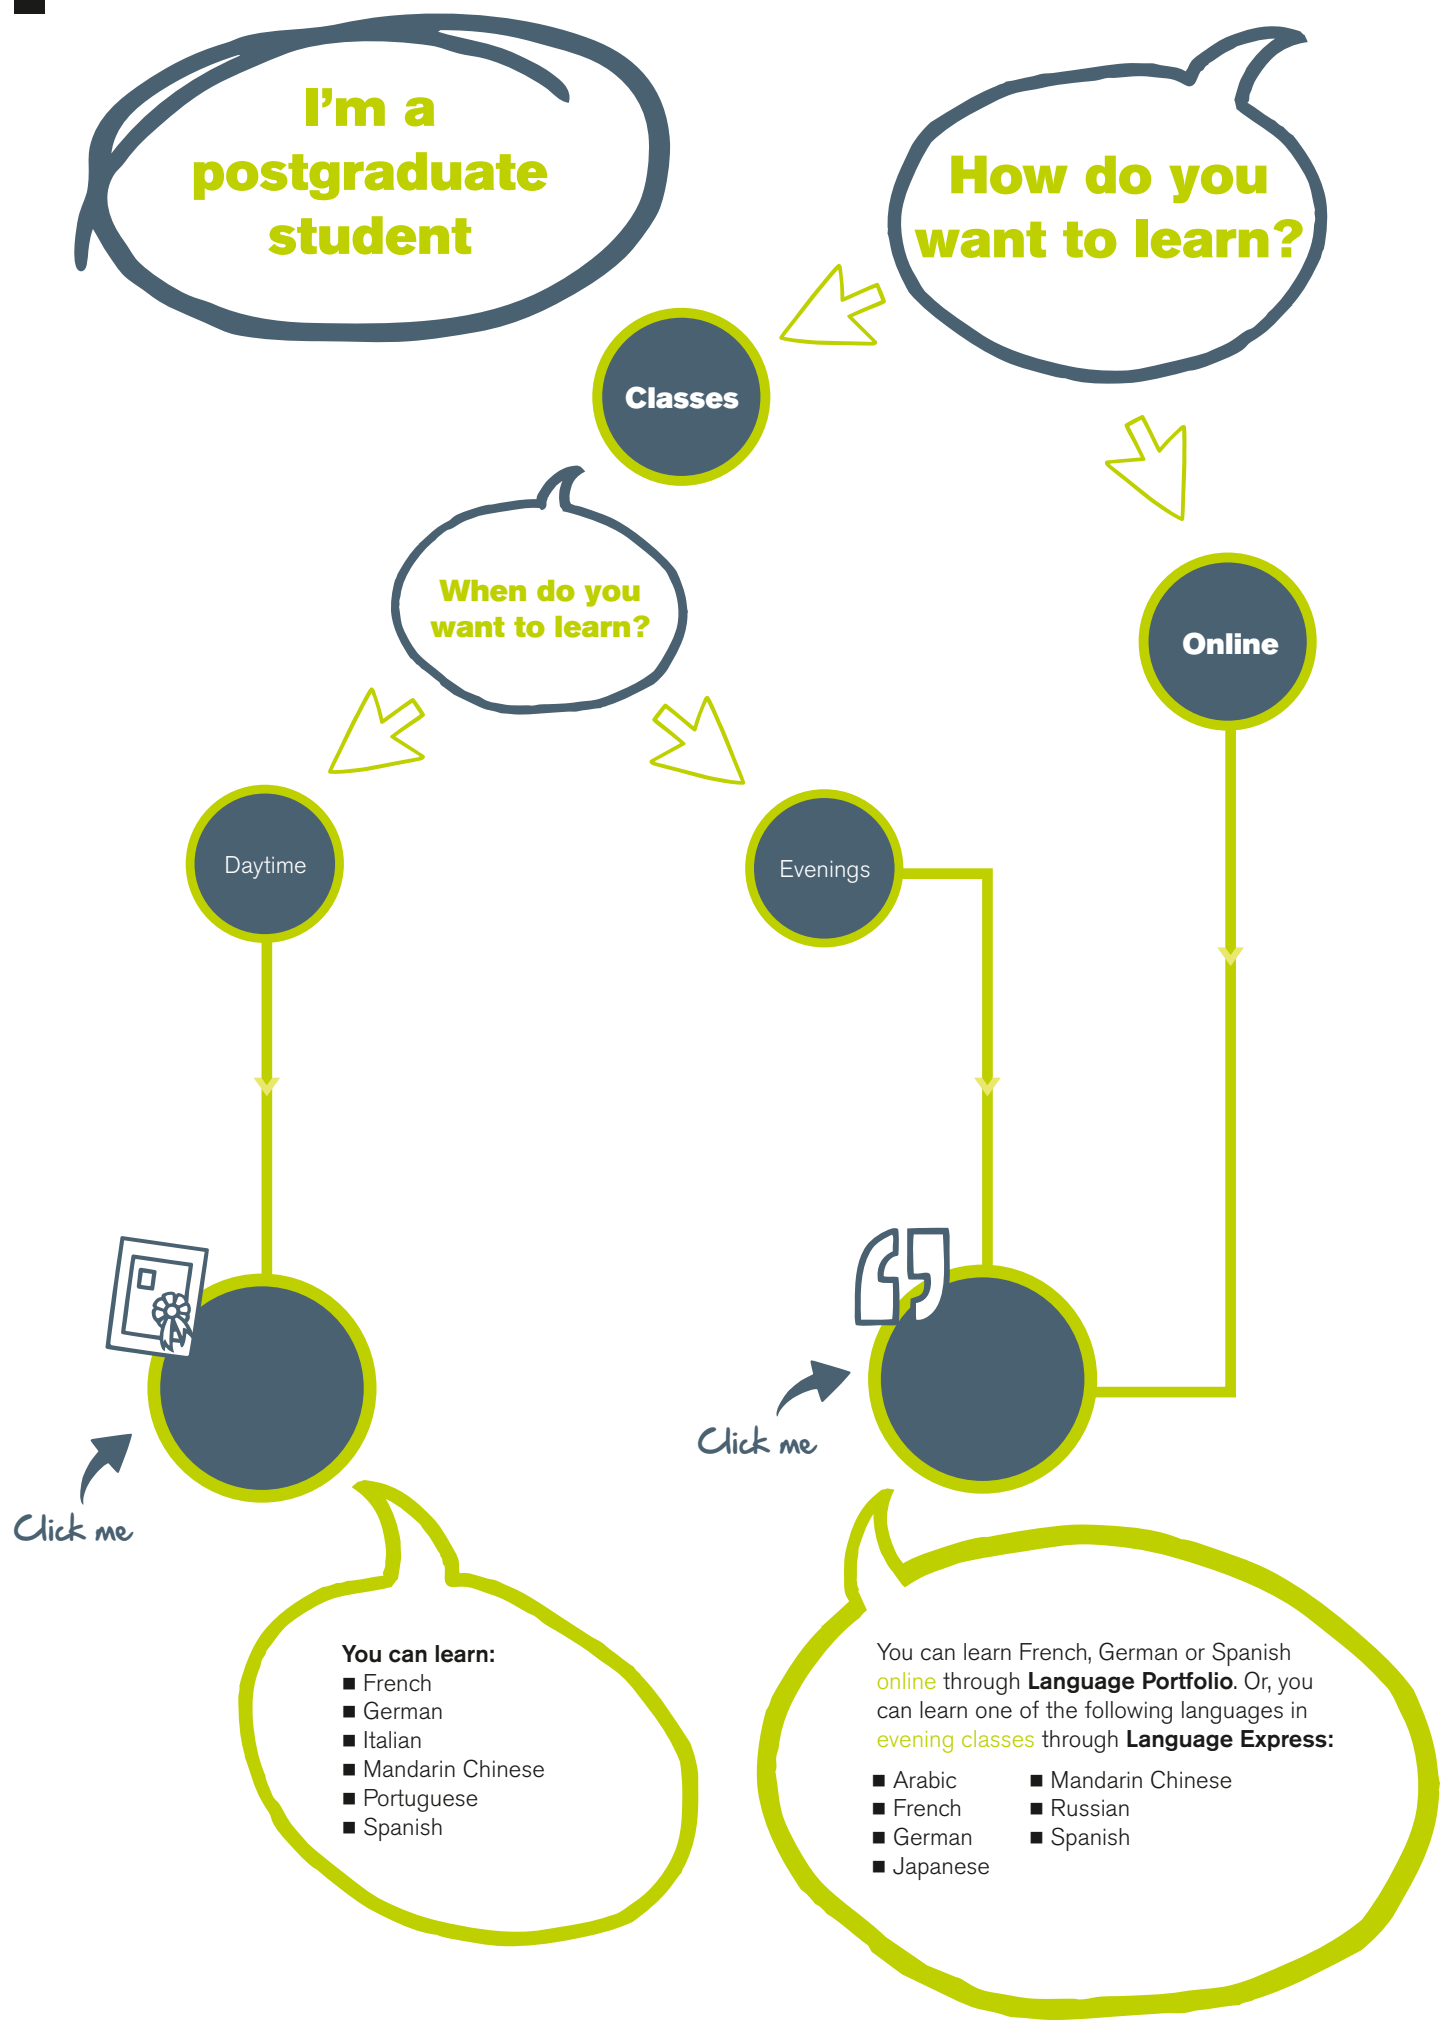 I’m a
postgraduate
student
How do you
want to learn?
Classes
When do you
want to learn?
Online
Daytime
Evenings
Click me
Click me
You can learn:
■ French
■ German
■ Italian
■ Mandarin Chinese
■ Portuguese
■ Spanish
You can learn French, German or Spanish
online through Language Portfolio. Or, you
can learn one of the following languages in
evening classes through Language Express:
■ Arabic
■ French
■ German
■ Japanese
■ Mandarin Chinese
■ Russian
■ Spanish